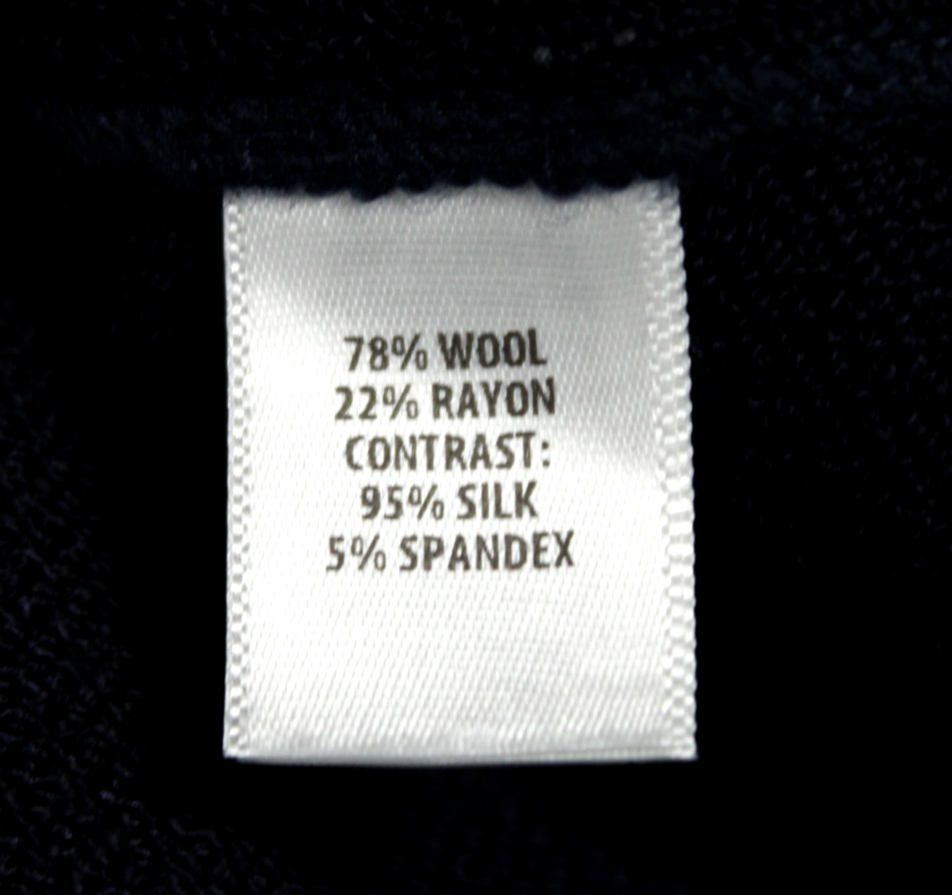 78% WOOL
22% RAYON
CONTRAST:
95% SILK
5% SPANDEX